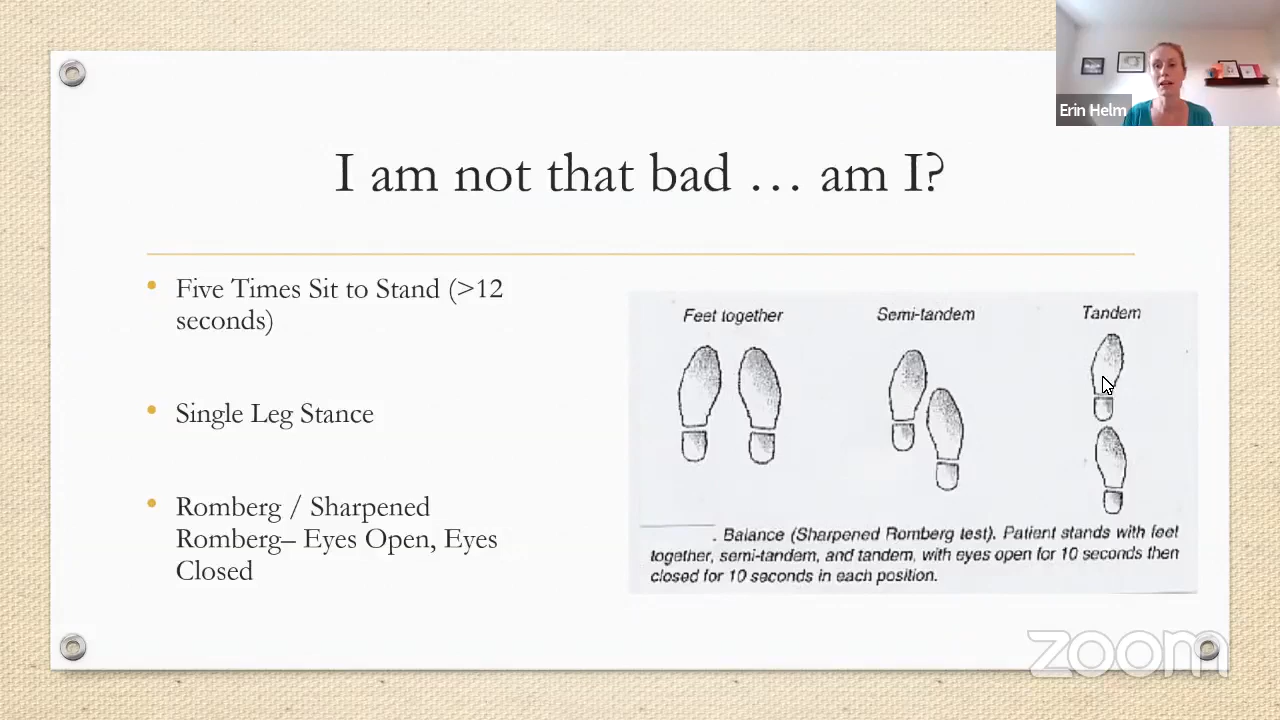 Erin Helm
I am not that bad … am I?
• Five Times Sit to Stand (>12
seconds)
• Single Leg Stance
• Romberg / Sharpened
Romberg– Eyes Open, Eyes
Closed
Feet together
Semi-tandem
Tandem
. Balance (Sharpened Romberg test). Patient stands with feet
together, semi-tandem, and tandem, with eyes open for 10 seconds then
closed for 10 seconds in each position.
zoom